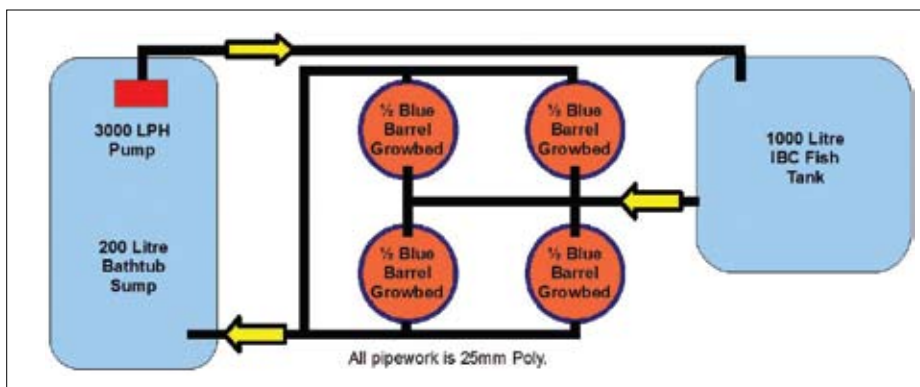 3000 LPH
Pump
200 Litre
Bathtub
Sump
½ Blue
Barrel
Growbed
½ Blue
Barrel
Growbed
½ Blue
Barrel
Growbed
½ Blue
Barrel
Growbed
1000 Litre
IBC Fish
Tank
All pipework is 25mm Poly.